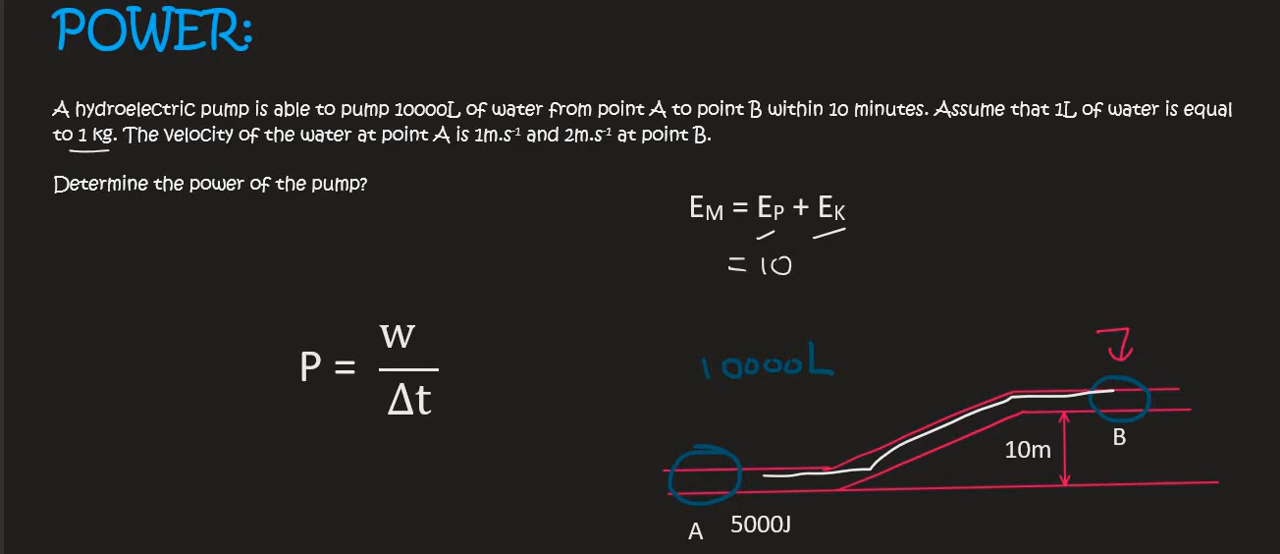 POWER:
A hydroelectric pump is able to pump 10000L of water from point A to point B within 10 minutes. Assume that 1L of water is equal
to 1 kg. The velocity of the water at point A is 1m.s⁻¹ and 2m.s⁻¹ at point B.
Determine the power of the pump?
EM = EP + EK
= 10
P = w
Δt
10000L
10m
B
A 5000J